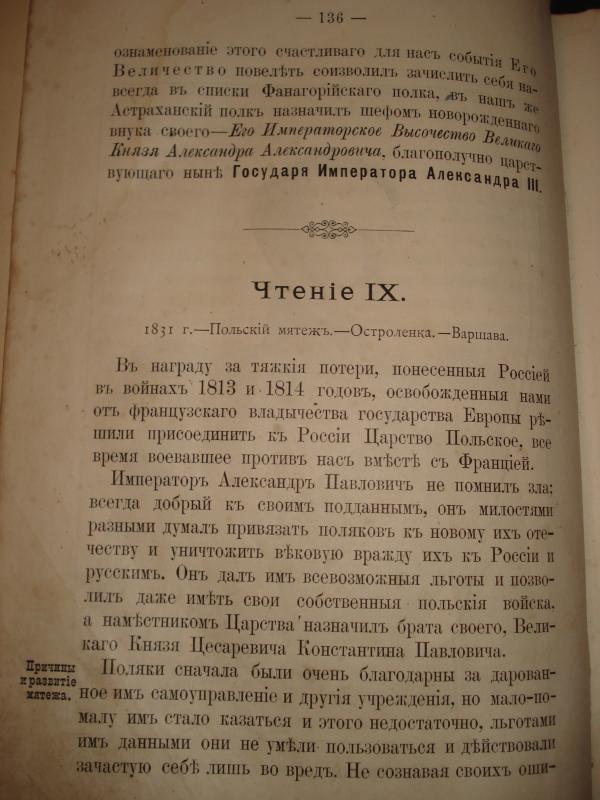 — 136 —
ознаменованіе этого счастливаго для насъ событія Его
Величество повелѣть соизволилъ зачислить себя на-
всегда въ списки Фанагорійскаго полка, въ нашъ же
Астраханскій полкъ назначилъ шефомъ новорожденнаго
внука своего—Его Императорское Высочество Великаго
Князя Александра Александровича, благополучно царст-
вующаго нынѣ Государя Императора Александра III.
Чтеніе IX.
1831 г.—Польскій мятежъ.—Остроленка.—Варшава.
Въ награду за тяжкія потери, понесенныя Россіей
въ войнахъ 1813 и 1814 годовъ, освобожденныя нами
отъ французскаго владычества государства Европы рѣ-
шили присоединить къ Россіи Царство Польское, все
время воевавшее противъ насъ вмѣстѣ съ Франціей.
Императоръ Александръ Павловичъ не помнилъ зла;
всегда добрый къ своимъ подданнымъ, онъ милостями
разными думалъ привязать поляковъ къ новому ихъ оте-
честву и уничтожить вѣковую вражду ихъ къ Россіи и
русскимъ. Онъ далъ имъ всевозможныя льготы и позво-
лилъ даже имѣть свои собственныя польскія войска,
а намѣстникомъ Царства назначилъ брата своего, Вели-
каго Князя Цесаревича Константина Павловича.
Причины
и развитіе
мятежа.
Поляки сначала были очень благодарны за дарован-
ное имъ самоуправленіе и другія учрежденія, но мало-по-
малу имъ стало казаться и этого недостаточно, льготами
имъ данными они не умѣли пользоваться и дѣйствовали
зачастую себѣ лишь во вредъ. Не сознавая своихъ оши-